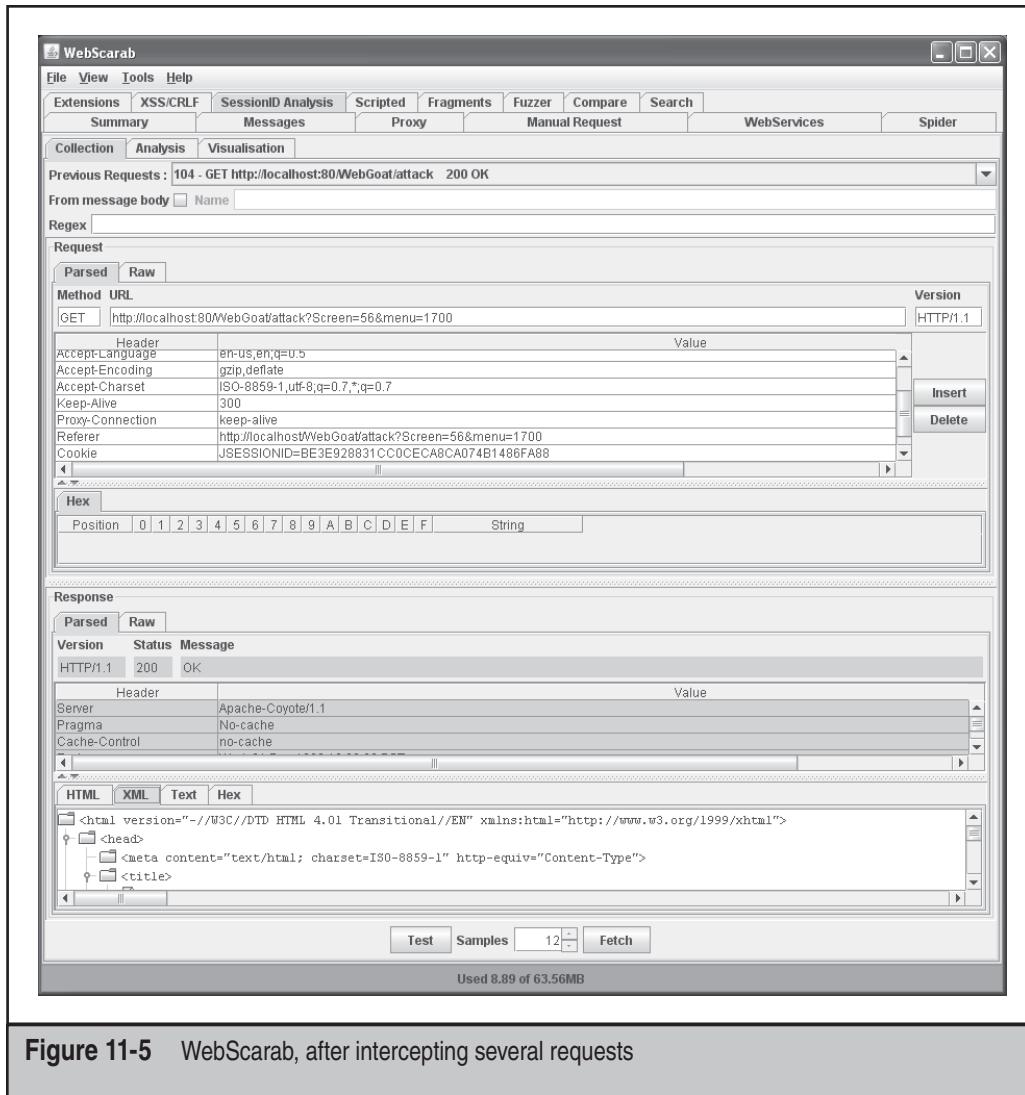 WebScarab
File View Tools Help
Extensions XSS/CRLF SessionID Analysis Scripted Fragments Fuzzer Compare Search
Summary Messages Proxy Manual Request WebServices Spider
Collection Analysis Visualisation
Previous Requests : 104 - GET http://localhost:80/WebGoat/attack 200 OK
From message body Name
Regex
Request
Parsed Raw
Method URL Version
GET http://localhost:80/WebGoat/attack?Screen=56&menu=1700 HTTP/1.1
Header Value
Accept-Language en-us,en;q=0.5
Accept-Encoding gzip,deflate
Accept-Charset ISO-8859-1,utf-8;q=0.7,*;q=0.7
Keep-Alive 300
Proxy-Connection keep-alive
Referer http://localhost/WebGoat/attack?Screen=56&menu=1700
Cookie JSESSIONID=BE3E928831CC0CECA8CA074B1486FA88
Insert
Delete
Hex
Position 0 1 2 3 4 5 6 7 8 9 A B C D E F String
Response
Parsed Raw
Version Status Message
HTTP/1.1 200 OK
Header Value
Server Apache-Coyote/1.1
Pragma No-cache
Cache-Control no-cache
HTML XML Text Hex
<html version="-//W3C//DTD HTML 4.01 Transitional//EN" xmlns:html="http://www.w3.org/1999/xhtml">
<head>
<meta content="text/html; charset=ISO-8859-1" http-equiv="Content-Type">
<title>
Test Samples 12 Fetch
Used 8.89 of 63.56MB
Figure 11-5 WebScarab, after intercepting several requests